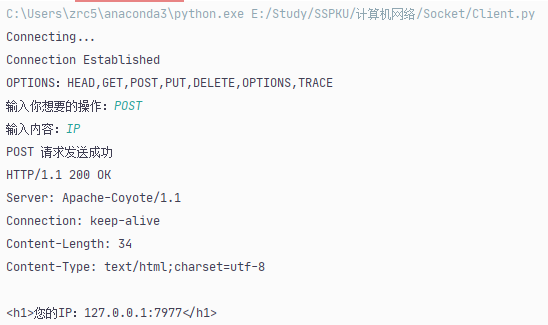 C:\Users\zrc5\anaconda3\python.exe E:/Study/SSPKU/计算机网络/Socket/Client.py
Connecting...
Connection Established
OPTIONS: HEAD,GET,POST,PUT,DELETE,OPTIONS,TRACE
输入你想要的操作：POST
输入内容：IP
POST 请求发送成功
HTTP/1.1 200 OK
Server: Apache-Coyote/1.1
Connection: keep-alive
Content-Length: 34
Content-Type: text/html;charset=utf-8
<h1>您的IP：127.0.0.1:7977</h1>